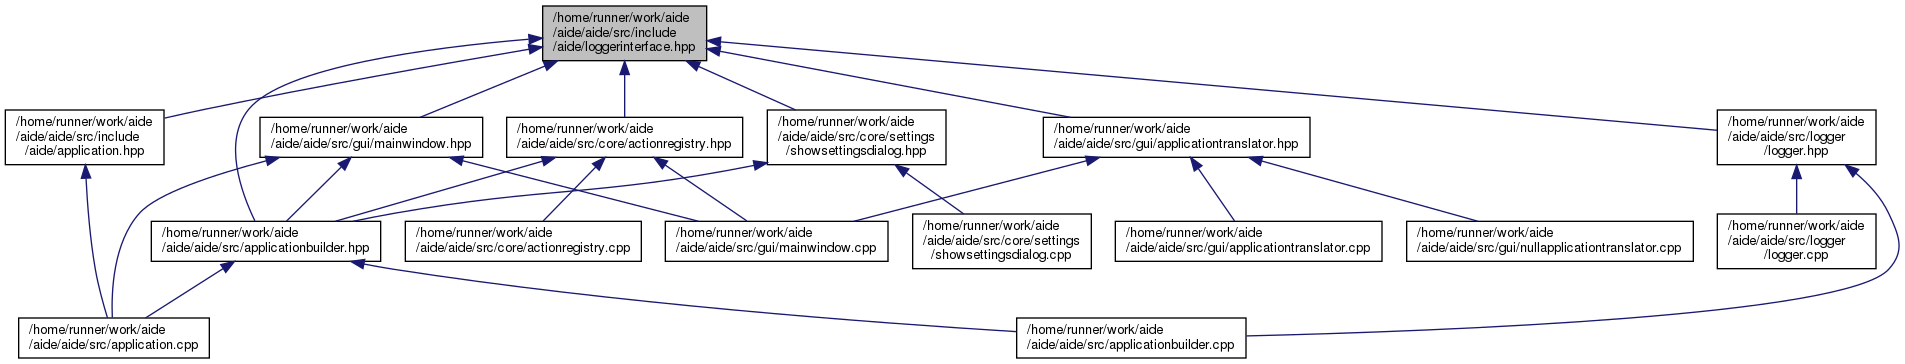 /home/runner/work/aide
/aide/aide/src/include
/aide/loggerinterface.hpp
/home/runner/work/aide
/aide/aide/src/include
/aide/application.hpp
/home/runner/work/aide
/aide/aide/src/gui/mainwindow.hpp
/home/runner/work/aide
/aide/aide/src/core/actionregistry.hpp
/home/runner/work/aide
/aide/aide/src/core/settings
/showsettingsdialog.hpp
/home/runner/work/aide
/aide/aide/src/gui/applicationtranslator.hpp
/home/runner/work/aide
/aide/aide/src/logger
/logger.hpp
/home/runner/work/aide
/aide/aide/src/applicationbuilder.hpp
/home/runner/work/aide
/aide/aide/src/core/actionregistry.cpp
/home/runner/work/aide
/aide/aide/src/gui/mainwindow.cpp
/home/runner/work/aide
/aide/aide/src/core/settings
/showsettingsdialog.cpp
/home/runner/work/aide
/aide/aide/src/gui/applicationtranslator.cpp
/home/runner/work/aide
/aide/aide/src/gui/nullapplicationtranslator.cpp
/home/runner/work/aide
/aide/aide/src/logger
/logger.cpp
/home/runner/work/aide
/aide/aide/src/application.cpp
/home/runner/work/aide
/aide/aide/src/applicationbuilder.cpp